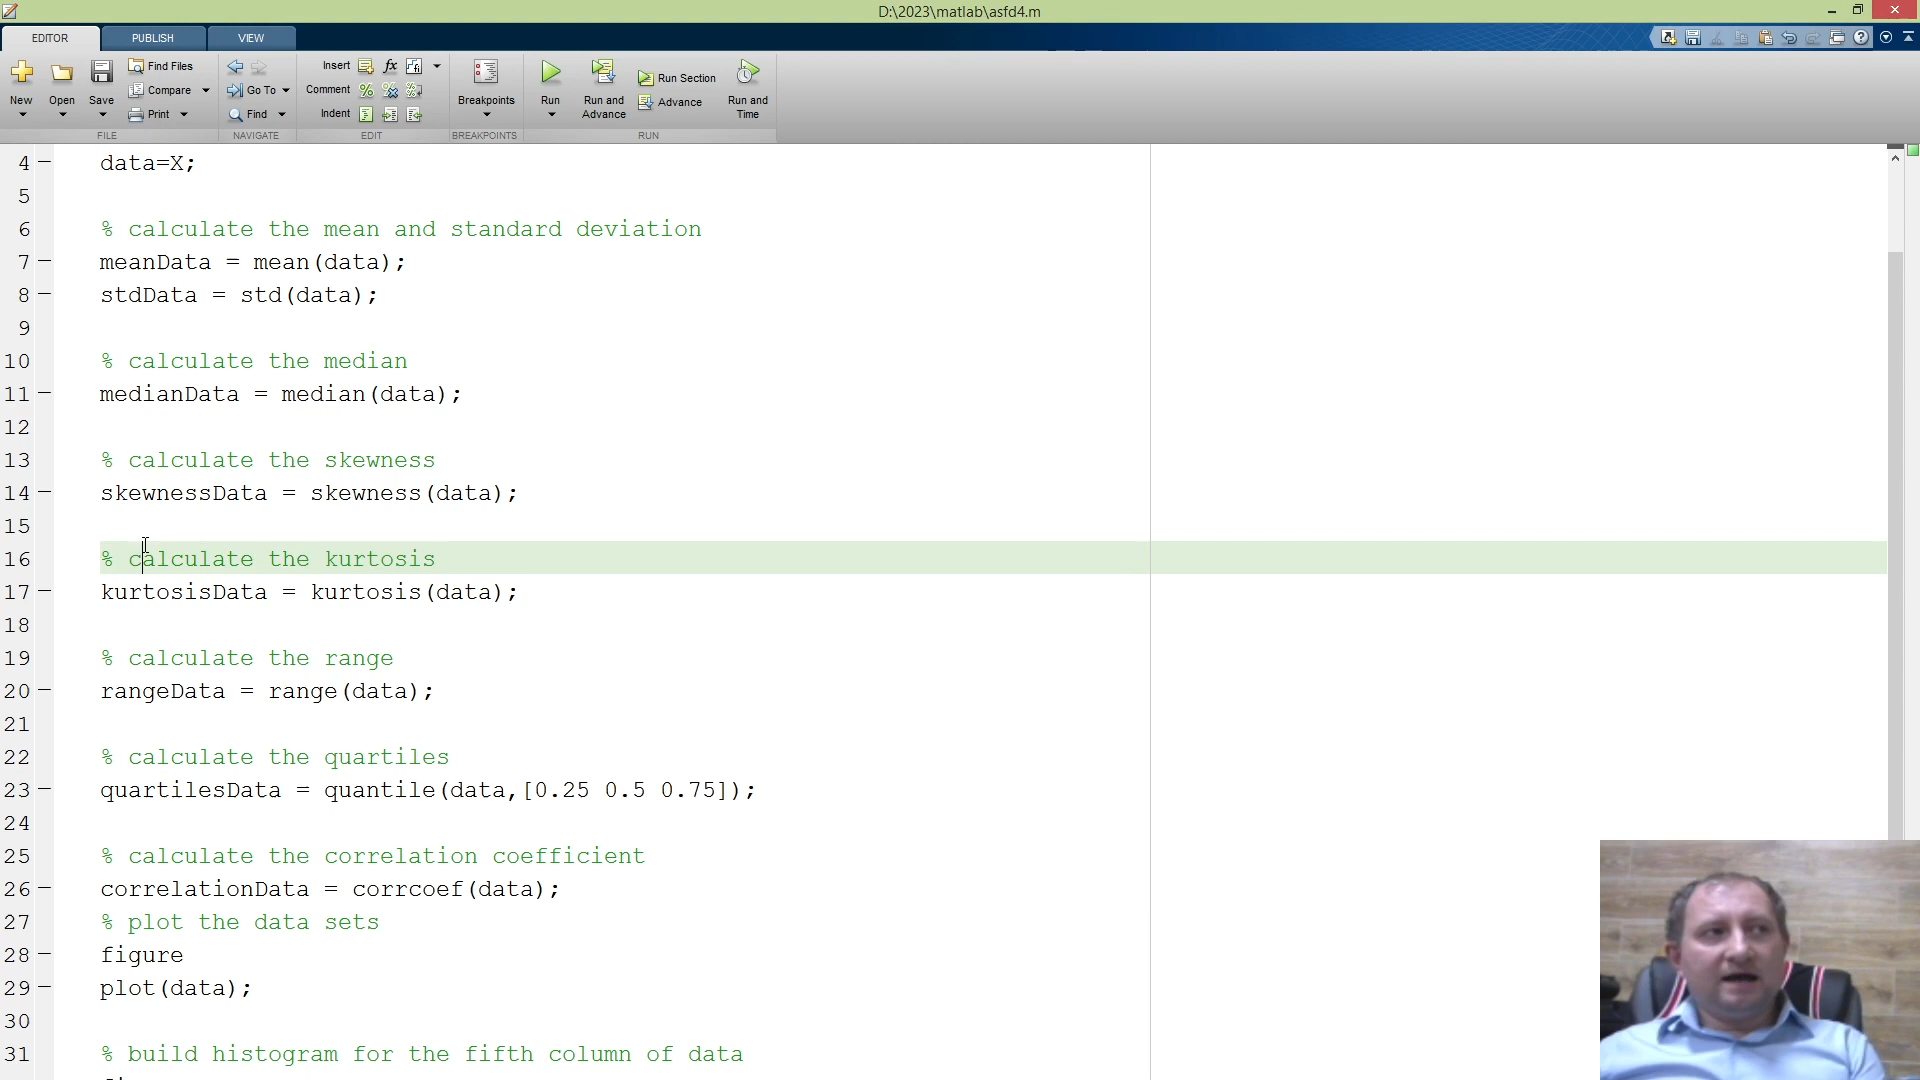 D:\2023\matlab\asfd4.m
EDITOR PUBLISH VIEW
New Open Save
Find Files
Compare
Print
FILE
Go To
Find
NAVIGATE
Insert fx
Comment
Indent
EDIT
Breakpoints
BREAKPOINTS
Run
Run and Advance
Run Section
Advance
Run and Time
RUN
4 data=X;
5
6 % calculate the mean and standard deviation
7 meanData = mean(data);
8 stdData = std(data);
9
10 % calculate the median
11 medianData = median(data);
12
13 % calculate the skewness
14 skewnessData = skewness(data);
15
16 % calculate the kurtosis
17 kurtosisData = kurtosis(data);
18
19 % calculate the range
20 rangeData = range(data);
21
22 % calculate the quartiles
23 quartilesData = quantile(data,[0.25 0.5 0.75]);
24
25 % calculate the correlation coefficient
26 correlationData = corrcoef(data);
27 % plot the data sets
28 figure
29 plot(data);
30
31 % build histogram for the fifth column of data